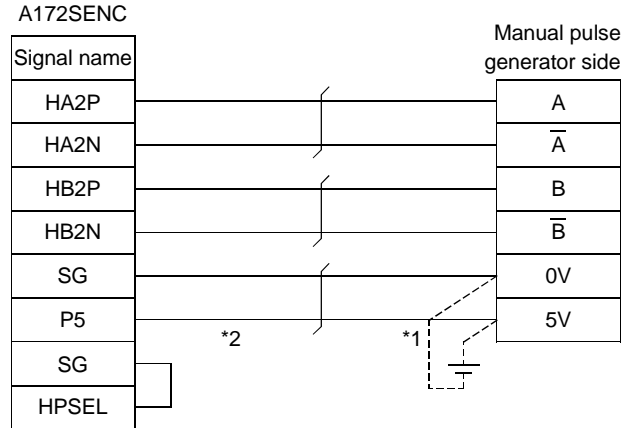 A172SENC
Manual pulse
generator side
Signal name
HA2P A
HA2N A̅
HB2P B
HB2N B̅
SG 0V
P5 *2 *1 5V
SG
HPSEL